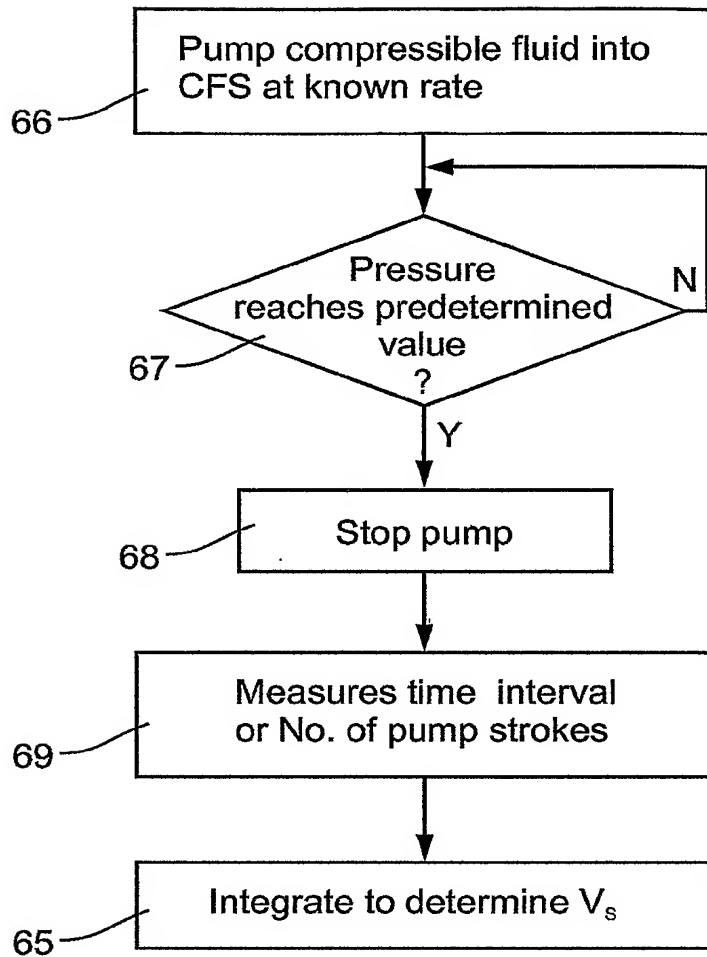 Pump compressible fluid into
CFS at known rate
66
Pressure
reaches predetermined
value
?
N
67
Y
Stop pump
68
Measures time interval
or No. of pump strokes
69
Integrate to determine Vₛ
65